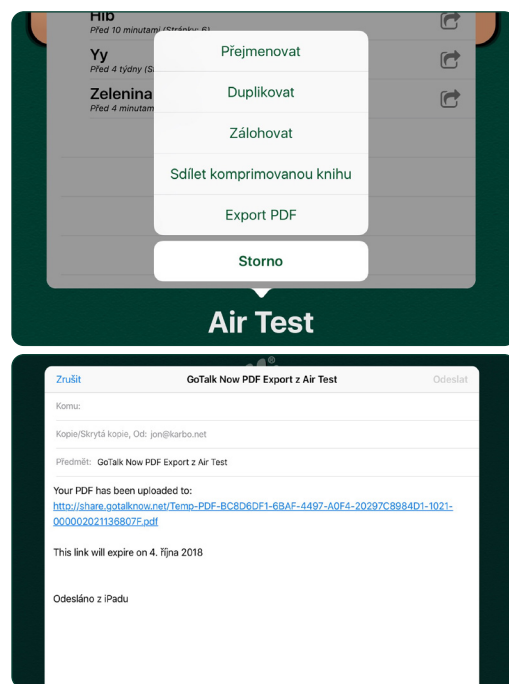 Hib
Před 10 minutami (Stránky: 6)
Yy
Před 4 týdny
Zelenina
Před 4 minutam
Přejmenovat
Duplikovat
Zálohovat
Sdílet komprimovanou knihu
Export PDF
Storno
Air Test
Zrušit
GoTalk Now PDF Export z Air Test
Odeslat
Komu:
Kopie/Skrytá kopie, Od: jon@karbo.net
Předmět: GoTalk Now PDF Export z Air Test
Your PDF has been uploaded to:
http://share.gotalknow.net/Temp-PDF-BC8D6DF1-6BAF-4497-A0F4-20297C8984D1-1021-
000002021136807F.pdf
This link will expire on 4. října 2018
Odesláno z iPadu